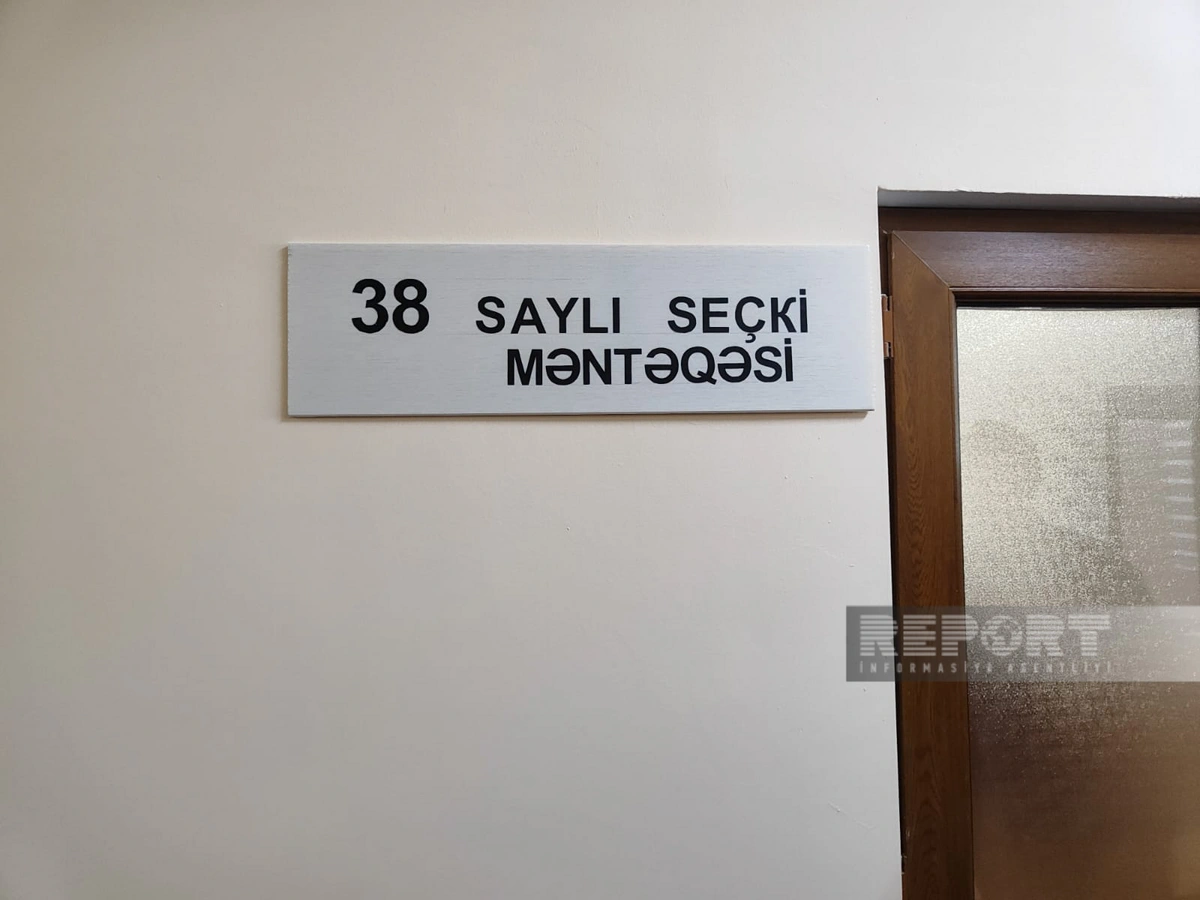 38 SAYLI SEÇKİ
MƏNTƏQƏSİ
REPORT
İNFORMASİYA AGENTLİYİ